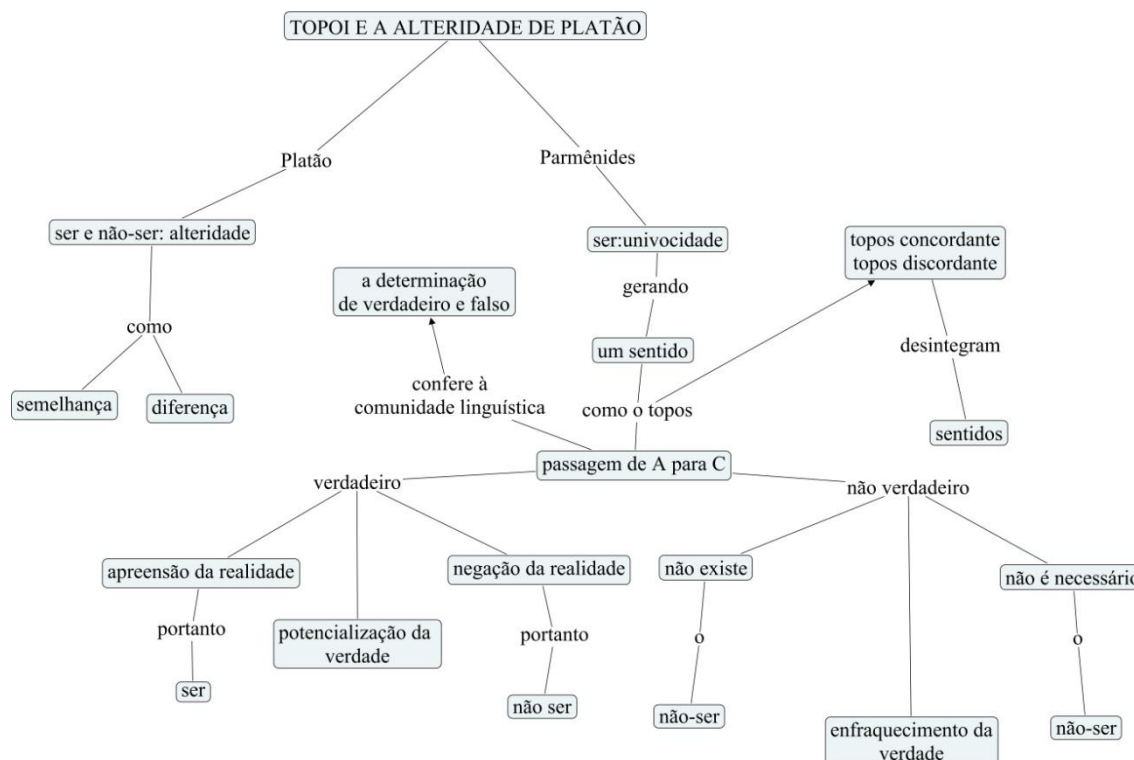 TOPOI E A ALTERIDADE DE PLATÃO
Platão
Parmênides
ser e não-ser: alteridade
ser:univocidade
topos concordante
topos discordante
a determinação
de verdadeiro e falso
gerando
como
desintegram
um sentido
semelhança
diferença
confere à
comunidade linguística
como o topos
sentidos
passagem de A para C
verdadeiro
não verdadeiro
apreensão da realidade
negação da realidade
não existe
não é necessário
portanto
potencialização da
verdade
portanto
o
o
ser
não ser
não-ser
enfraquecimento da
verdade
não-ser